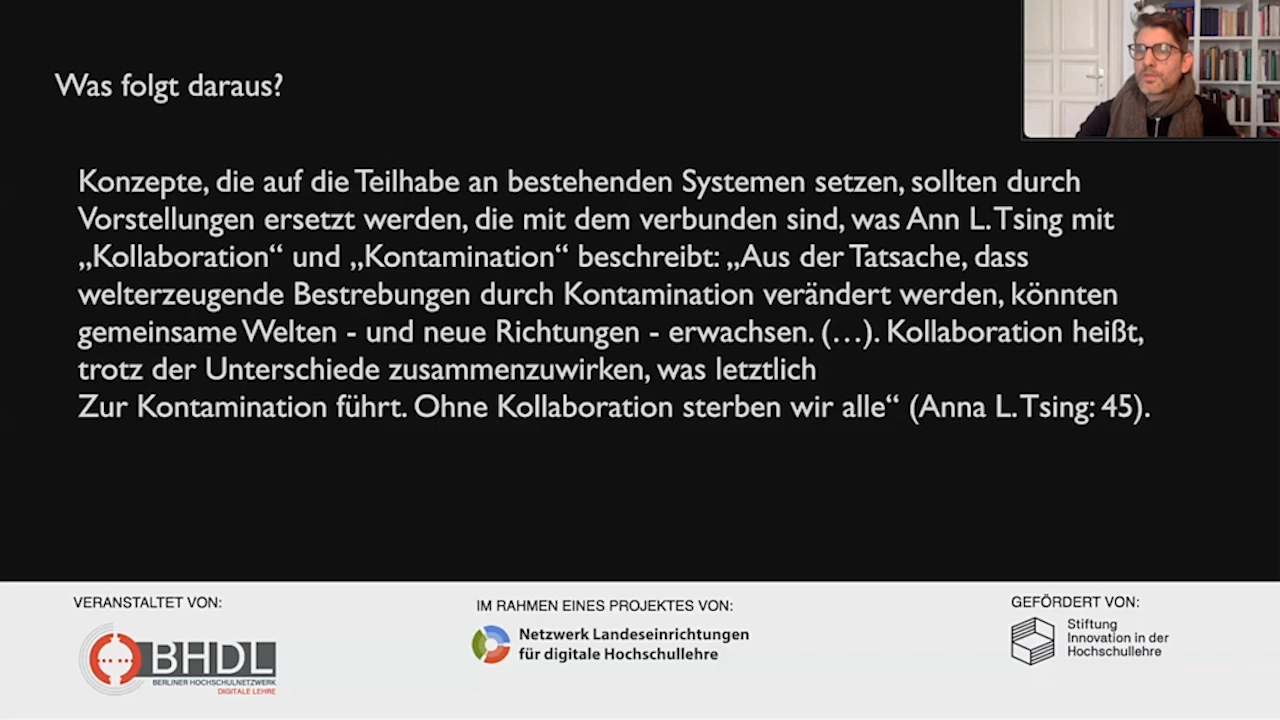 Was folgt daraus?
Konzepte, die auf die Teilhabe an bestehenden Systemen setzen, sollten durch
Vorstellungen ersetzt werden, die mit dem verbunden sind, was Ann L. Tsing mit
„Kollaboration“ und „Kontamination“ beschreibt: „Aus der Tatsache, dass
welterzeugende Bestrebungen durch Kontamination verändert werden, könnten
gemeinsame Welten - und neue Richtungen - erwachsen. (…). Kollaboration heißt,
trotz der Unterschiede zusammenzuwirken, was letztlich
Zur Kontamination führt. Ohne Kollaboration sterben wir alle“ (Anna L. Tsing: 45).
VERANSTALTET VON:
BHDL
BERLINER HOCHSCHULNETZWERK
DIGITALE LEHRE
IM RAHMEN EINES PROJEKTES VON:
Netzwerk Landeseinrichtungen
für digitale Hochschullehre
GEFÖRDERT VON:
Stiftung
Innovation in der
Hochschullehre